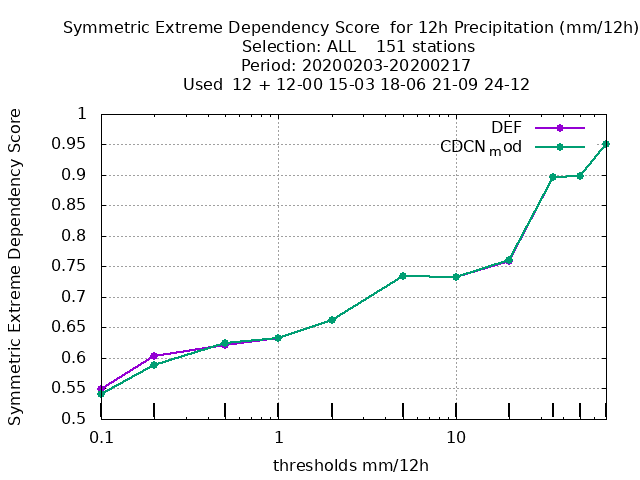 Symmetric Extreme Dependency Score  for 12h Precipitation (mm/12h)
Selection: ALL    151 stations
Period: 20200203-20200217
Used  12 + 12-00 15-03 18-06 21-09 24-12
DEF
CDCN_mod
Symmetric Extreme Dependency Score
1
0.95
0.9
0.85
0.8
0.75
0.7
0.65
0.6
0.55
0.5
0.1 1 10
thresholds mm/12h